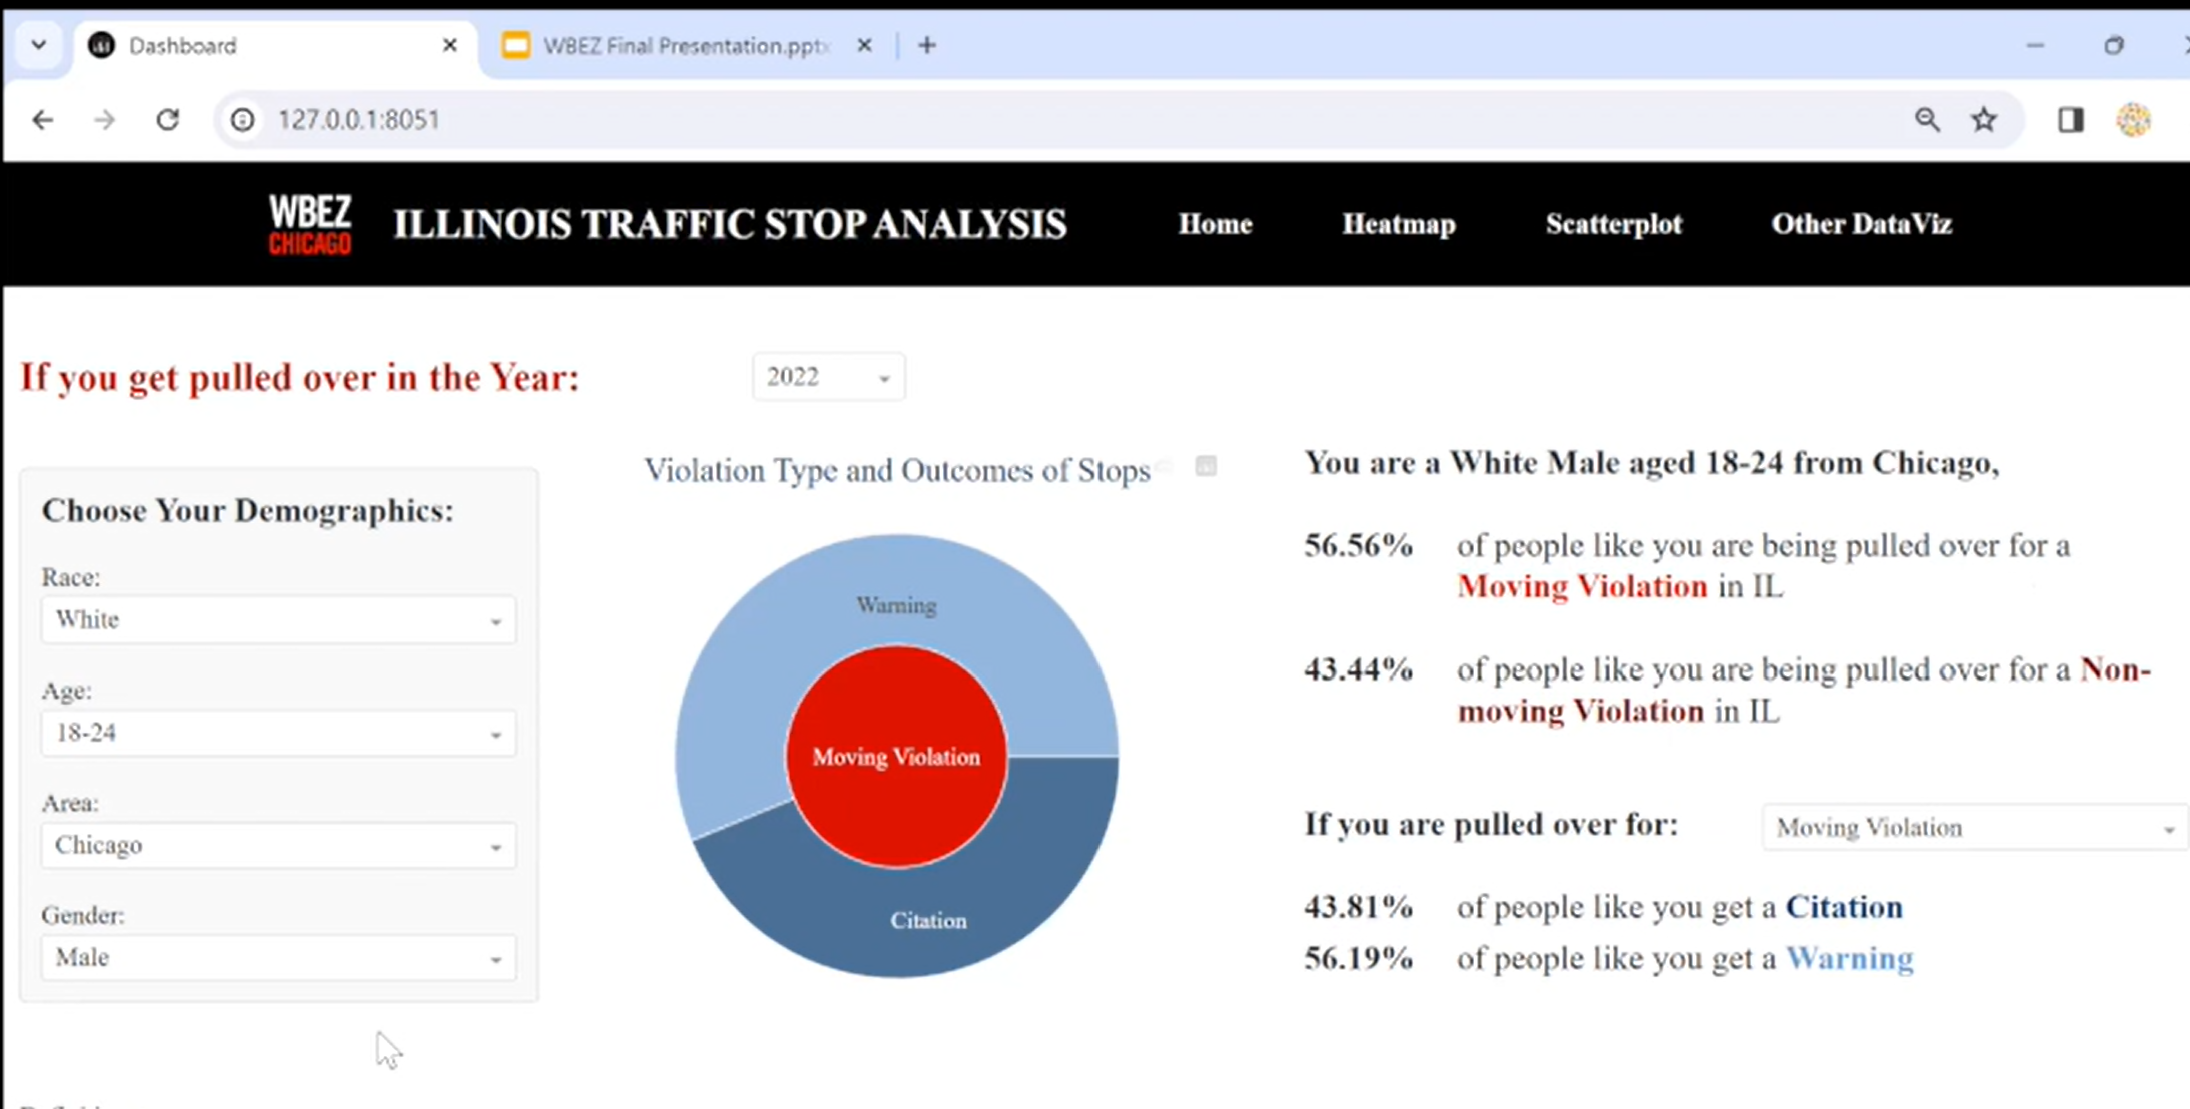 Dashboard
WBEZ Final Presentation.pptx
127.0.0.1:8051
WBEZ
CHICAGO
ILLINOIS TRAFFIC STOP ANALYSIS
Home
Heatmap
Scatterplot
Other DataViz
If you get pulled over in the Year:
2022
Choose Your Demographics:
Race:
White
Age:
18-24
Area:
Chicago
Gender:
Male
Violation Type and Outcomes of Stops
Warning
Moving Violation
Citation
You are a White Male aged 18-24 from Chicago,
56.56% of people like you are being pulled over for a
Moving Violation in IL
43.44% of people like you are being pulled over for a Non-
moving Violation in IL
If you are pulled over for:
Moving Violation
43.81% of people like you get a Citation
56.19% of people like you get a Warning